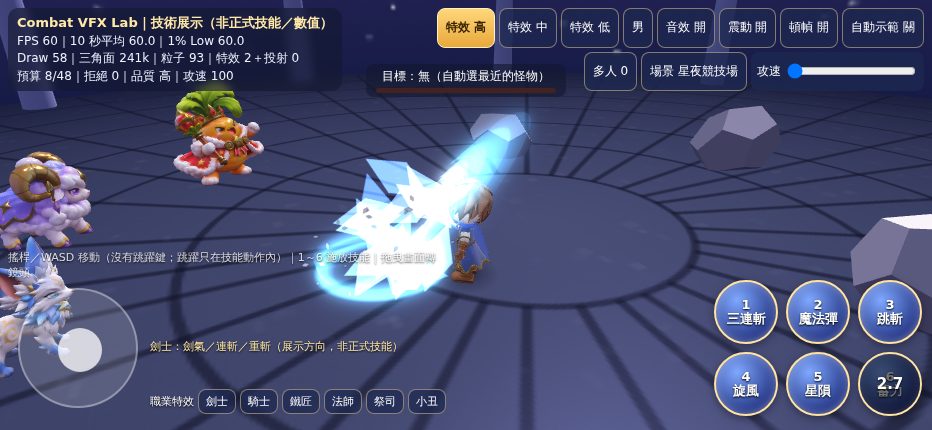 Combat VFX Lab｜技術展示（非正式技能／數值）
FPS 60｜10 秒平均 60.0｜1% Low 60.0
Draw 58｜三角面 241k｜粒子 93｜特效 2＋投射 0
預算 8/48｜拒絕 0｜品質 高｜攻速 100
特效 高
特效 中
特效 低
男
音效 開
震動 開
頓幀 開
自動示範 關
多人 0
場景 星夜競技場
攻速
目標：無（自動選最近的怪物）
搖桿／WASD 移動（沒有跳躍鍵；跳躍只在技能動作內）｜1～6 施放技能｜拖曳畫面轉
鏡頭
劍士：劍氣／連斬／重斬（展示方向，非正式技能）
職業特效
劍士
騎士
鐵匠
法師
祭司
小丑
1
三連斬
2
魔法彈
3
跳斬
4
旋風
5
星隕
2.7